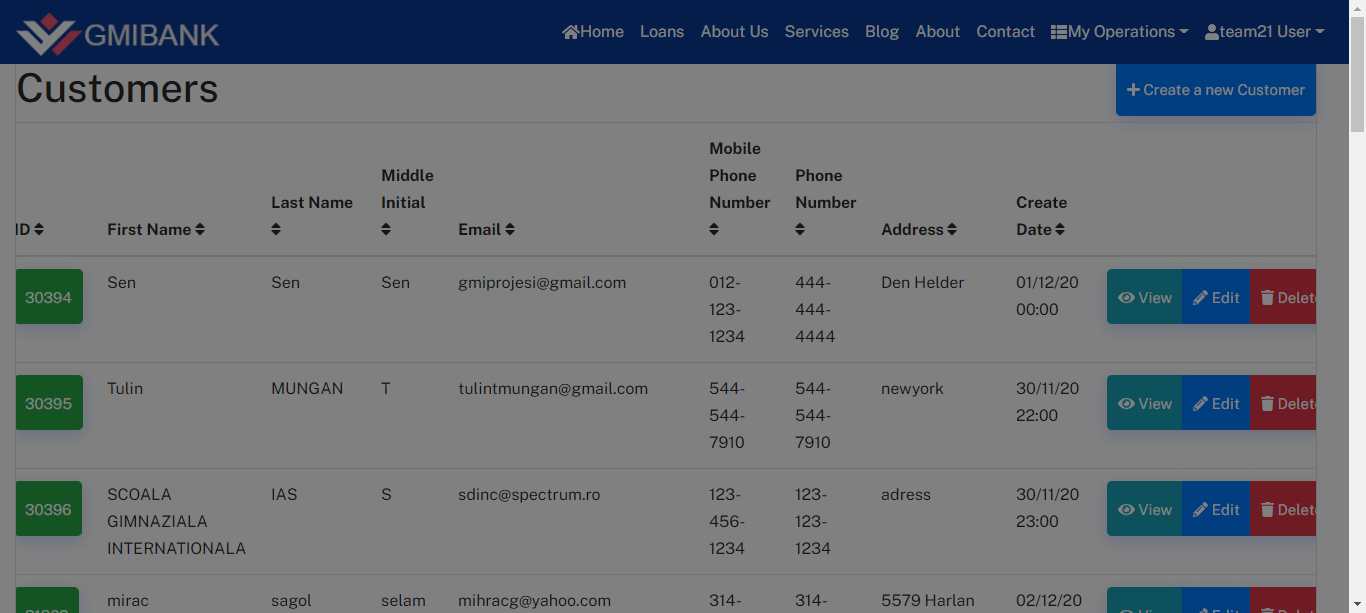 GMIBANK
Home Loans About Us Services Blog About Contact My Operations team21 User
Customers
Create a new Customer
ID First Name Last Name Middle Initial Email Mobile Phone Number Phone Number Address Create Date
30394 Sen Sen Sen gmiprojesi@gmail.com 012-123-1234 444-444-4444 Den Helder 01/12/20 00:00 View Edit Delete
30395 Tulin MUNGAN T tulintmungan@gmail.com 544-544-7910 544-544-7910 newyork 30/11/20 22:00 View Edit Delete
30396 SCOALA GIMNAZIALA INTERNATIONALA IAS S sdinc@spectrum.ro 123-456-1234 123-123-1234 adress 30/11/20 23:00 View Edit Delete
mirac sagol selam mihracg@yahoo.com 314- 314- 5579 Harlan 02/12/20